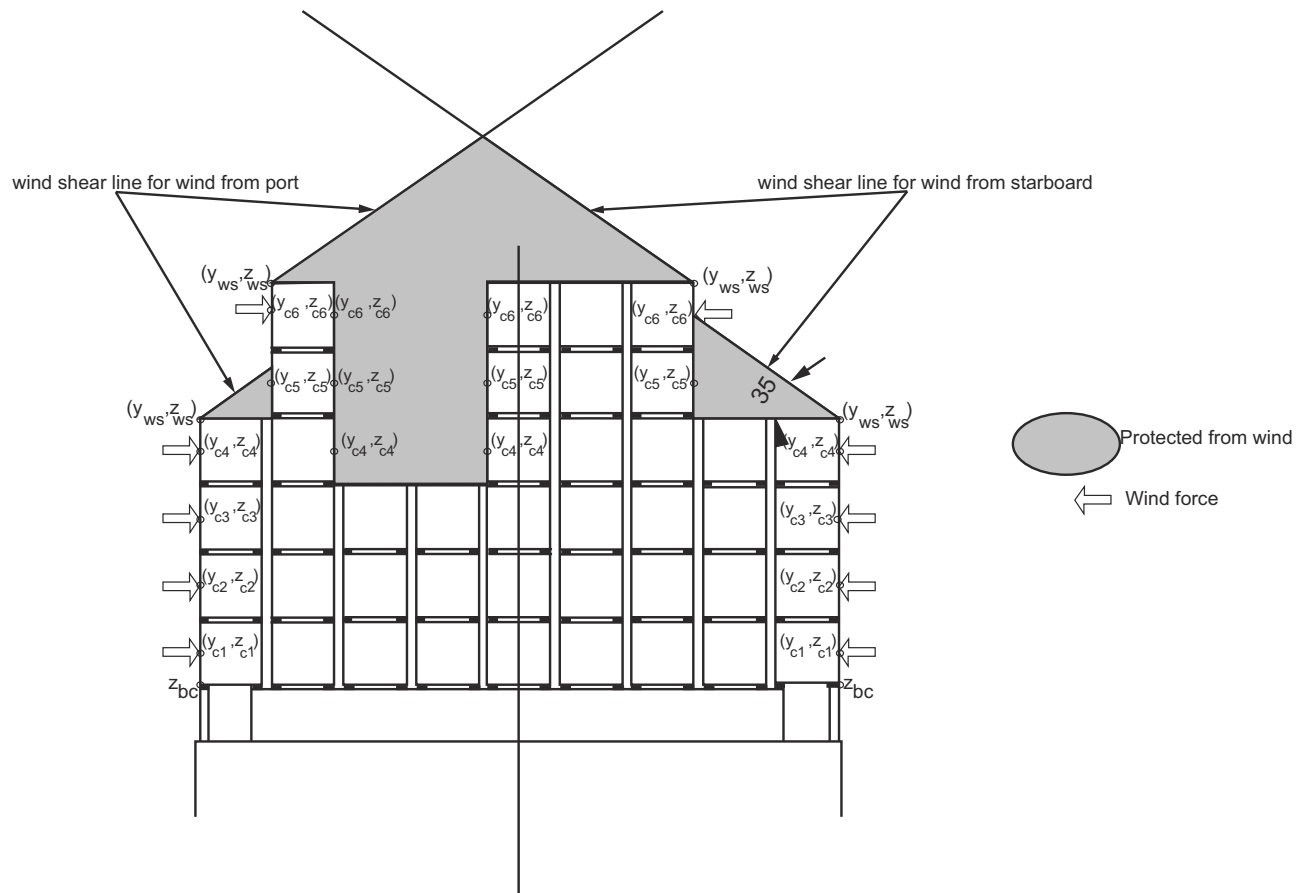 wind shear line for wind from port
wind shear line for wind from starboard
(y_ws,z_ws)
(y_ws,z_ws)
(y_c6,z_c6)
(y_c6,z_c6)
(y_c6,z_c6)
(y_c6,z_c6)
(y_c5,z_c5)
(y_c5,z_c5)
(y_c5,z_c5)
(y_c5,z_c5)
35
(y_ws,z_ws)
(y_ws,z_ws)
(y_c4,z_c4)
(y_c4,z_c4)
(y_c4,z_c4)
(y_c4,z_c4)
Protected from wind
Wind force
(y_c3,z_c3)
(y_c3,z_c3)
(y_c2,z_c2)
(y_c2,z_c2)
(y_c1,z_c1)
(y_c1,z_c1)
z_bc
z_bc